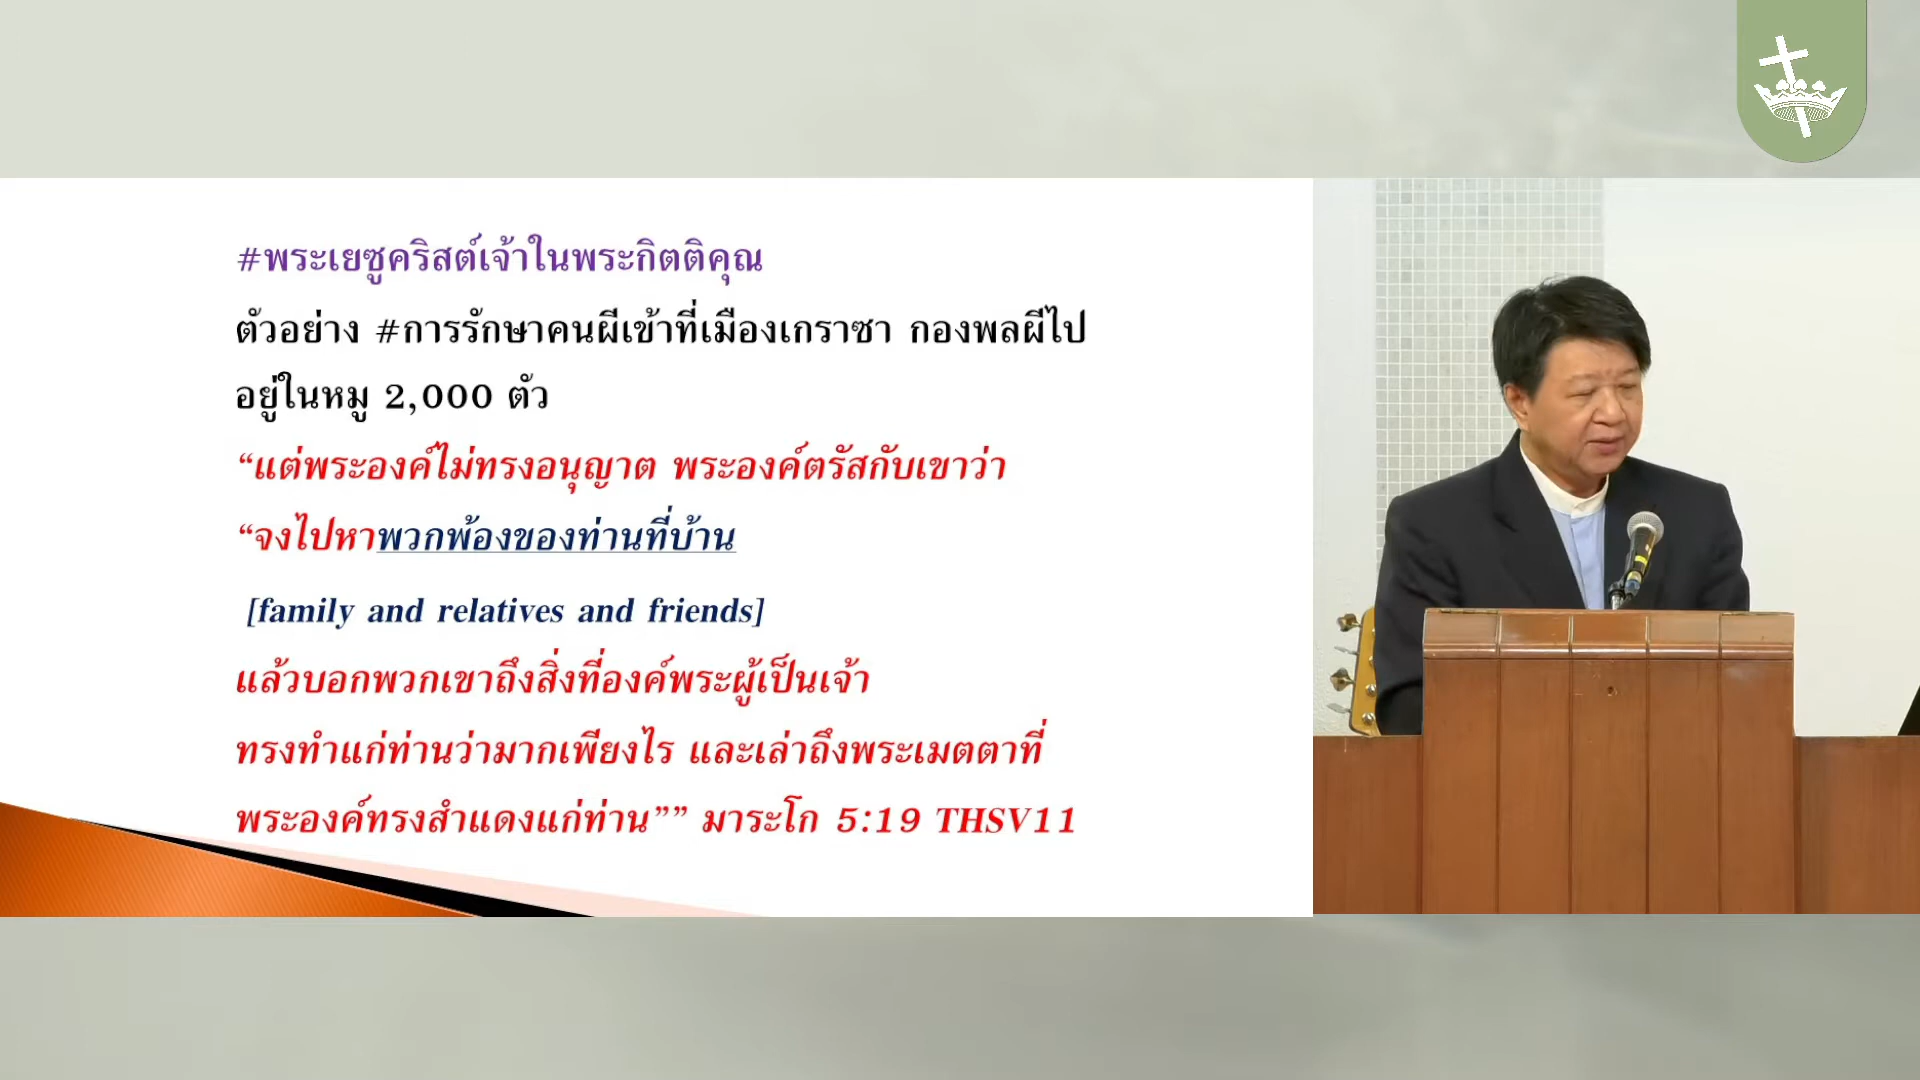 #พระเยซูคริสต์เจ้าในพระกิตติคุณ
ตัวอย่าง #การรักษาคนผีเข้าที่เมืองเกราซา กองพลผีไป
อยู่ในหมู 2,000 ตัว
“แต่พระองค์ไม่ทรงอนุญาต พระองค์ตรัสกับเขาว่า
“จงไปหาพวกพ้องของท่านที่บ้าน
[family and relatives and friends]
แล้วบอกพวกเขาถึงสิ่งที่องค์พระผู้เป็นเจ้า
ทรงทำแก่ท่านว่ามากเพียงไร และเล่าถึงพระเมตตาที่
พระองค์ทรงสำแดงแก่ท่าน”” มาระโก 5:19 THSV11